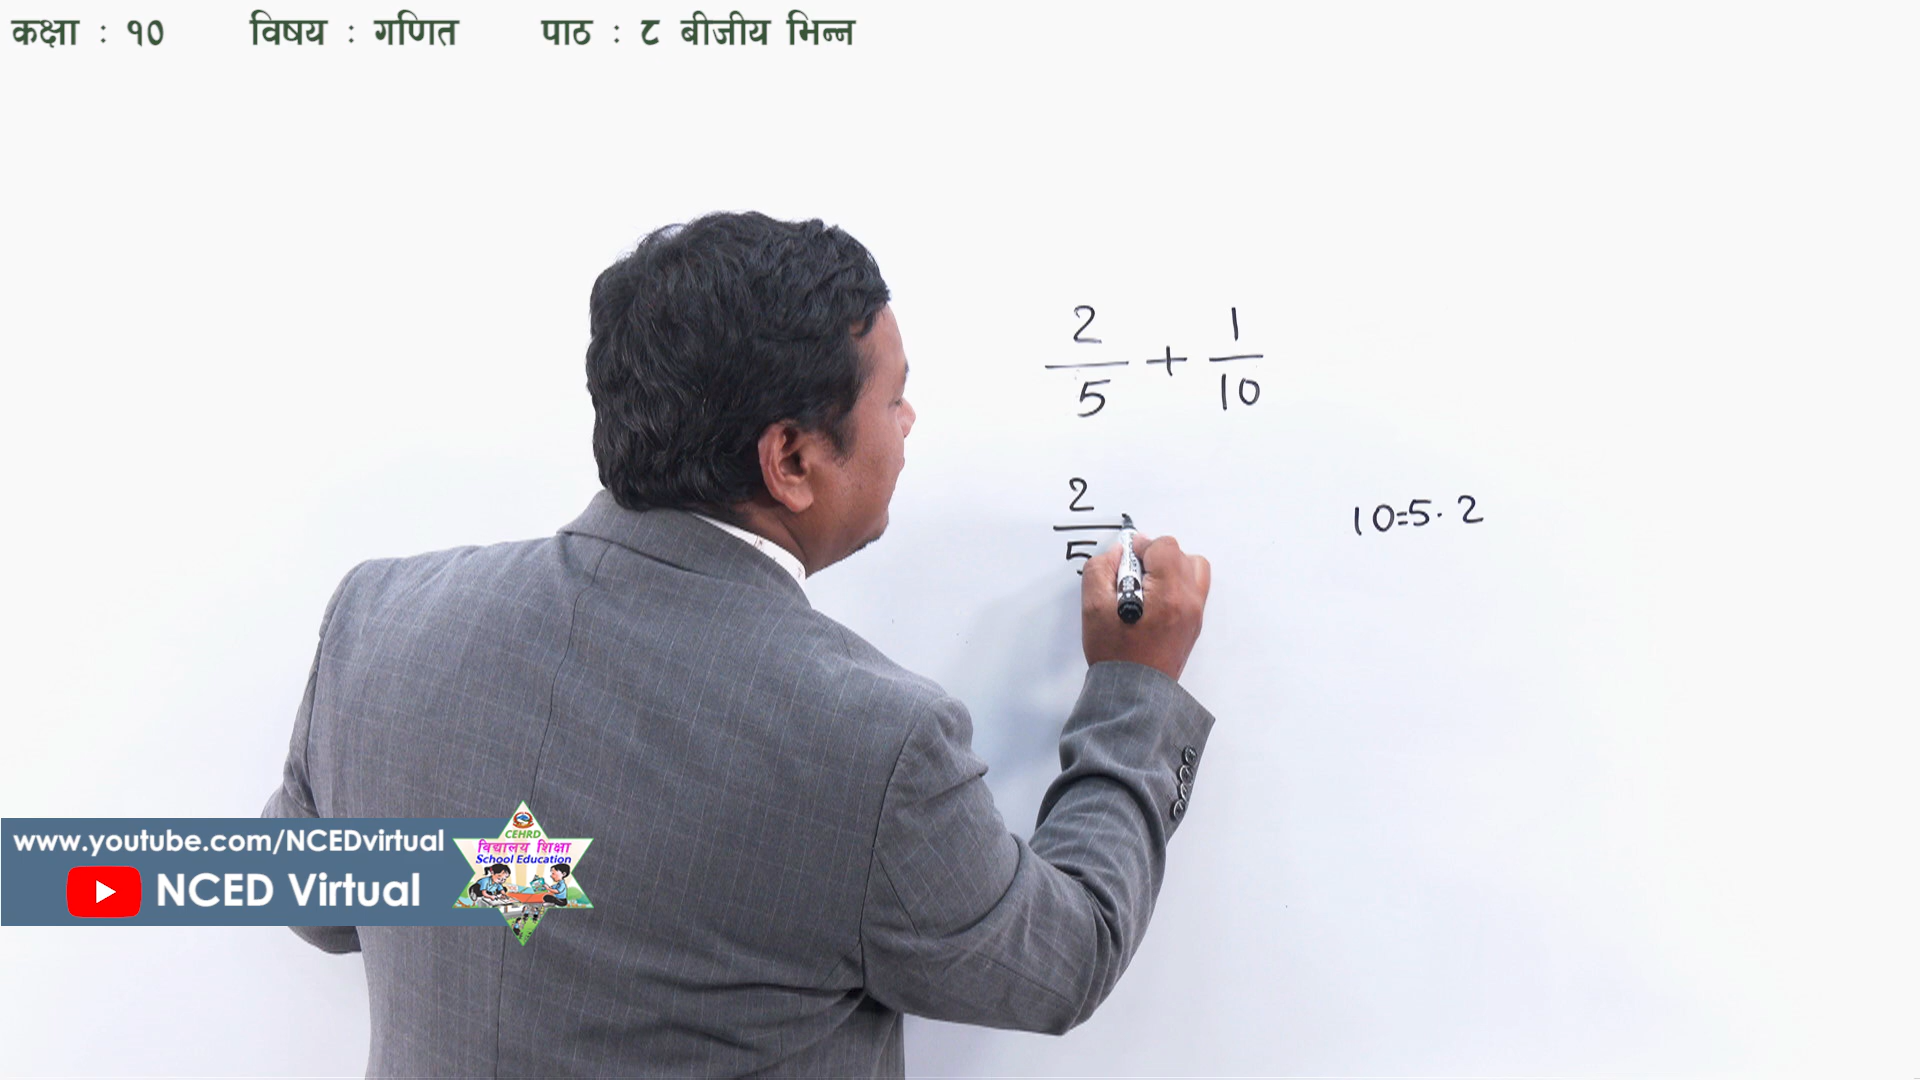 कक्षा : १० विषय : गणित पाठ : ८ बीजीय भिन्न
2/5 + 1/10
2/5
10=5·2
www.youtube.com/NCEDvirtual
NCED Virtual
CEHRD
विद्यालय शिक्षा
School Education